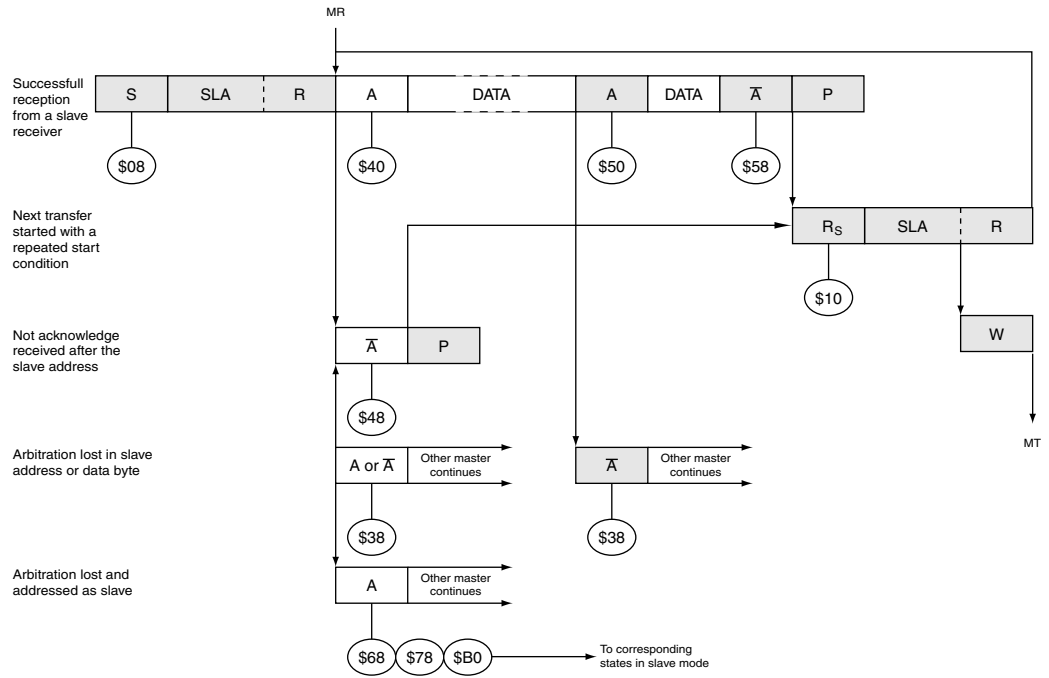 MR
Successfull
reception
from a slave
receiver
S SLA R A DATA A DATA A̅ P
$08 $40 $50 $58
Next transfer
started with a
repeated start
condition
RS SLA R
$10
Not acknowledge
received after the
slave address
A̅ P
W
$48
MT
Arbitration lost in slave
address or data byte
A or A̅
Other master
continues
A̅
Other master
continues
$38 $38
Arbitration lost and
addressed as slave
A
Other master
continues
$68 $78 $B0
To corresponding
states in slave mode